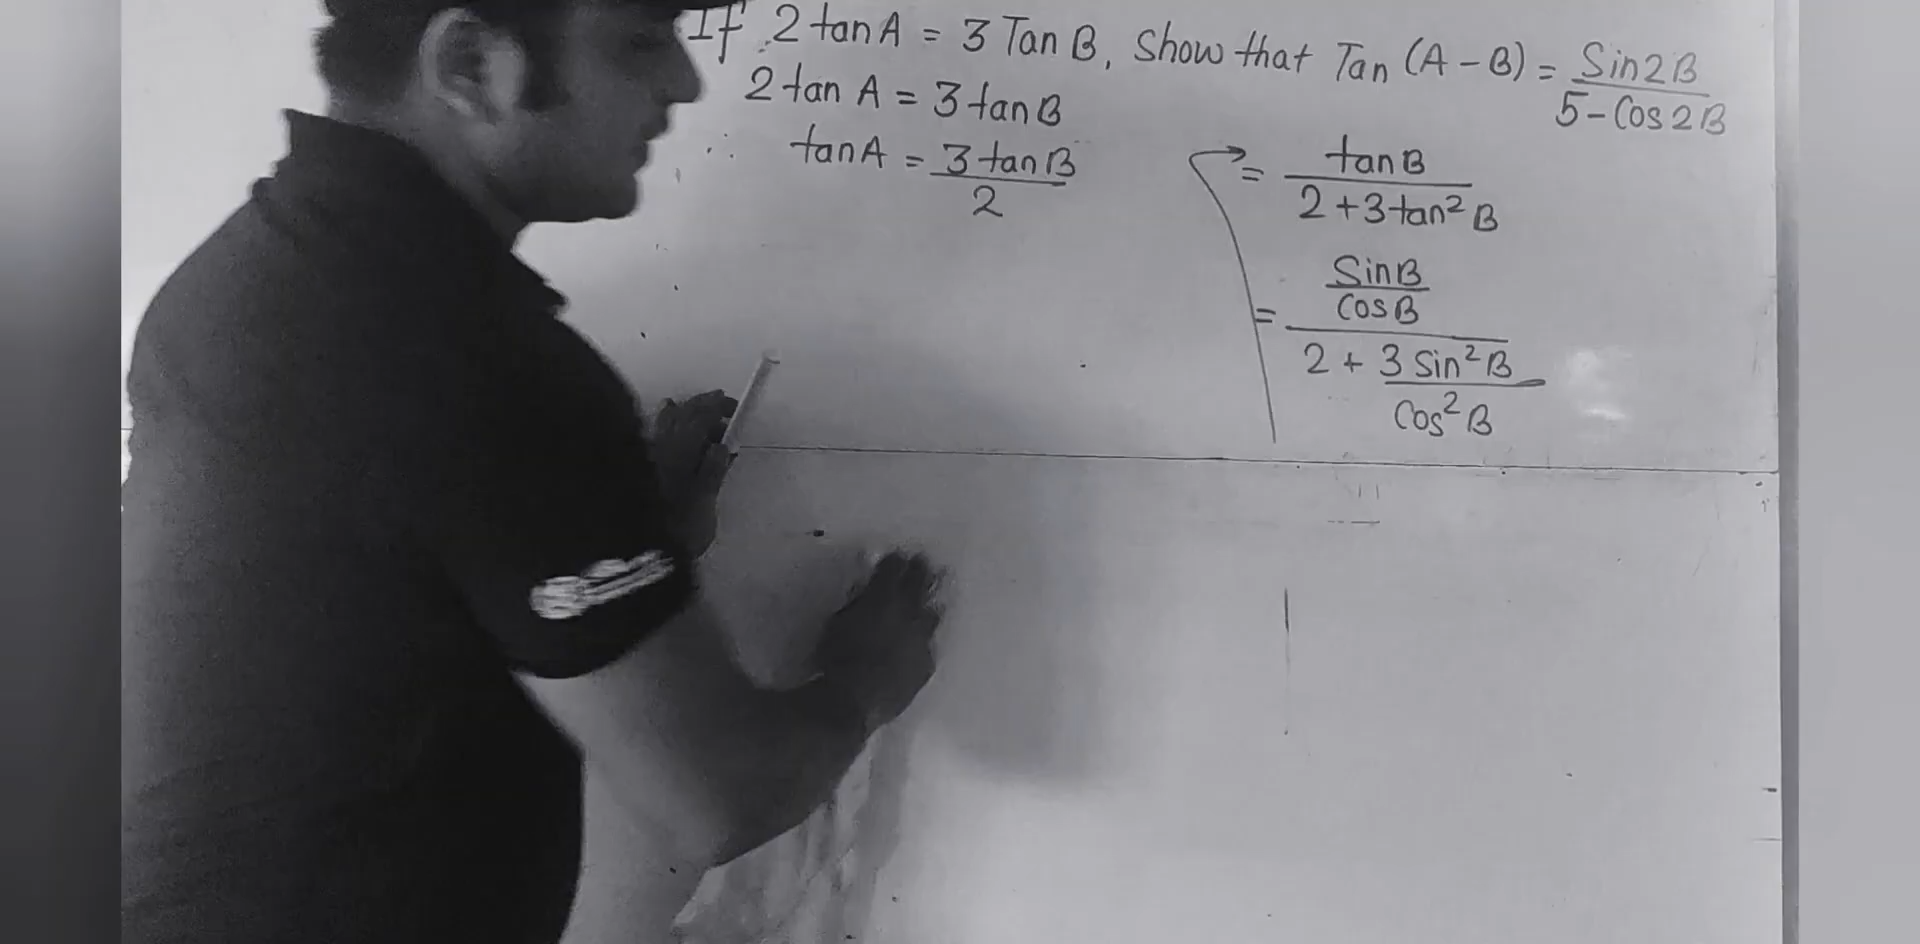 If 2 tan A = 3 Tan B, Show that Tan (A - B) = Sin 2B / 5 - Cos 2B
2 tan A = 3 tan B
∴ tan A = 3 tan B / 2
= tan B / 2 + 3 tan² B
= Sin B / Cos B / 2 + 3 Sin² B / Cos² B